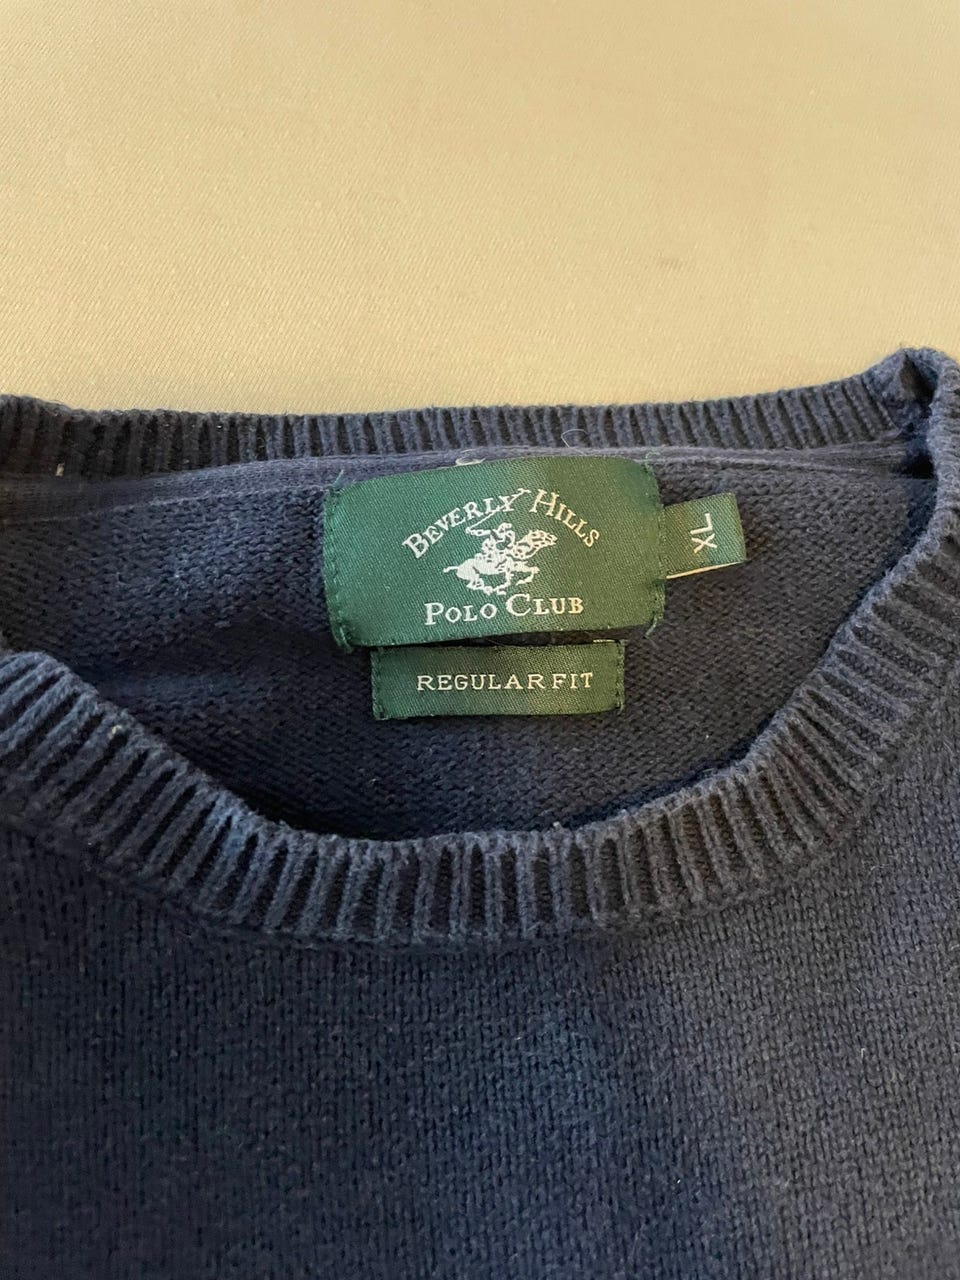 BEVERLY HILLS
POLO CLUB
XL
REGULAR FIT